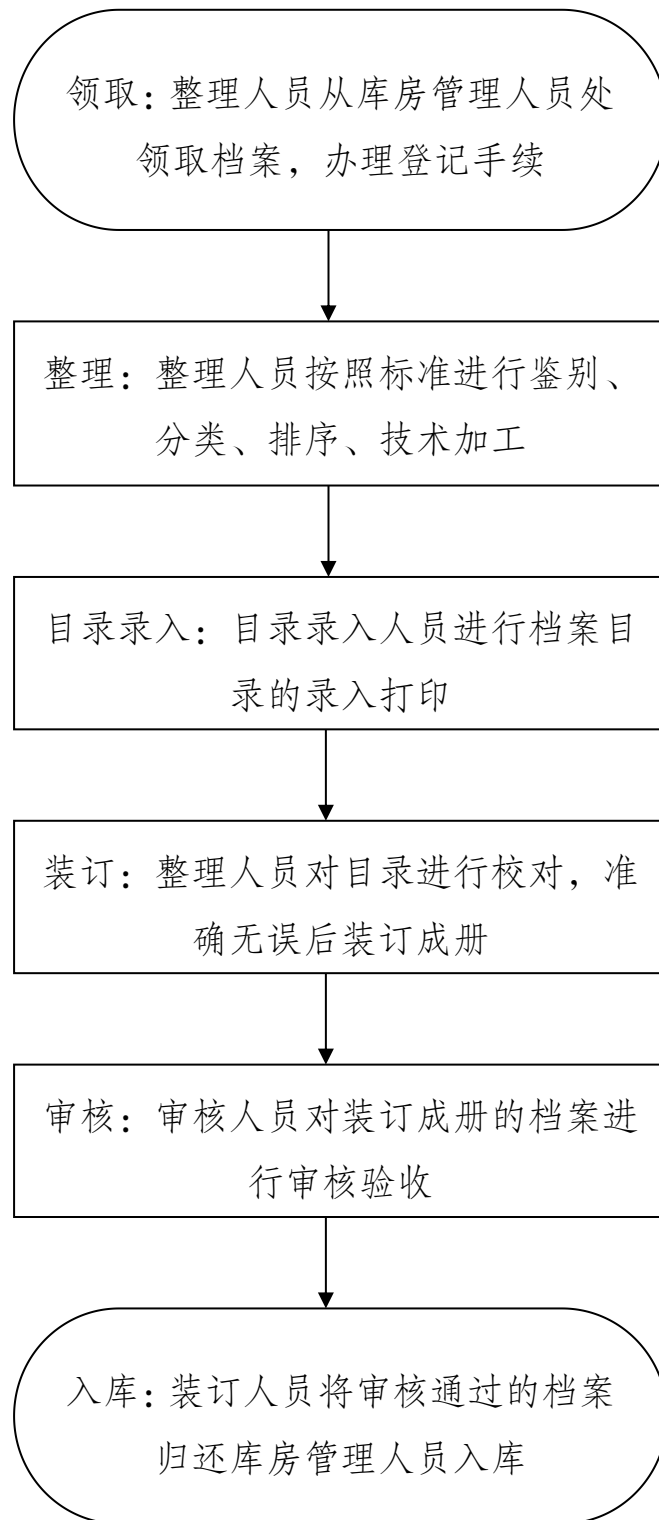 领取：整理人员从库房管理人员处
领取档案，办理登记手续
整理：整理人员按照标准进行鉴别、
分类、排序、技术加工
目录录入：目录录入人员进行档案目
录的录入打印
装订：整理人员对目录进行校对，准
确无误后装订成册
审核：审核人员对装订成册的档案进
行审核验收
入库：装订人员将审核通过的档案
归还库房管理人员入库